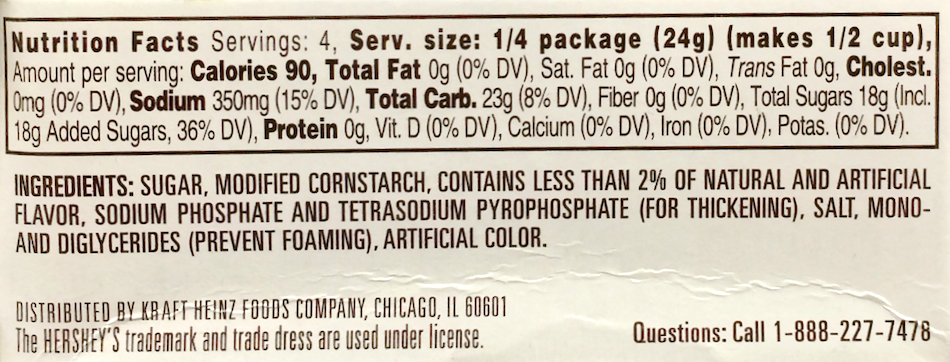 Nutrition Facts Servings: 4, Serv. size: 1/4 package (24g) (makes 1/2 cup),
Amount per serving: Calories 90, Total Fat 0g (0% DV), Sat. Fat 0g (0% DV), Trans Fat 0g, Cholest.
0mg (0% DV), Sodium 350mg (15% DV), Total Carb. 23g (8% DV), Fiber 0g (0% DV), Total Sugars 18g (Incl.
18g Added Sugars, 36% DV), Protein 0g, Vit. D (0% DV), Calcium (0% DV), Iron (0% DV), Potas. (0% DV).
INGREDIENTS: SUGAR, MODIFIED CORNSTARCH, CONTAINS LESS THAN 2% OF NATURAL AND ARTIFICIAL
FLAVOR, SODIUM PHOSPHATE AND TETRASODIUM PYROPHOSPHATE (FOR THICKENING), SALT, MONO-
AND DIGLYCERIDES (PREVENT FOAMING), ARTIFICIAL COLOR.
DISTRIBUTED BY KRAFT HEINZ FOODS COMPANY, CHICAGO, IL 60601
The HERSHEY'S trademark and trade dress are used under license.
Questions: Call 1-888-227-7478